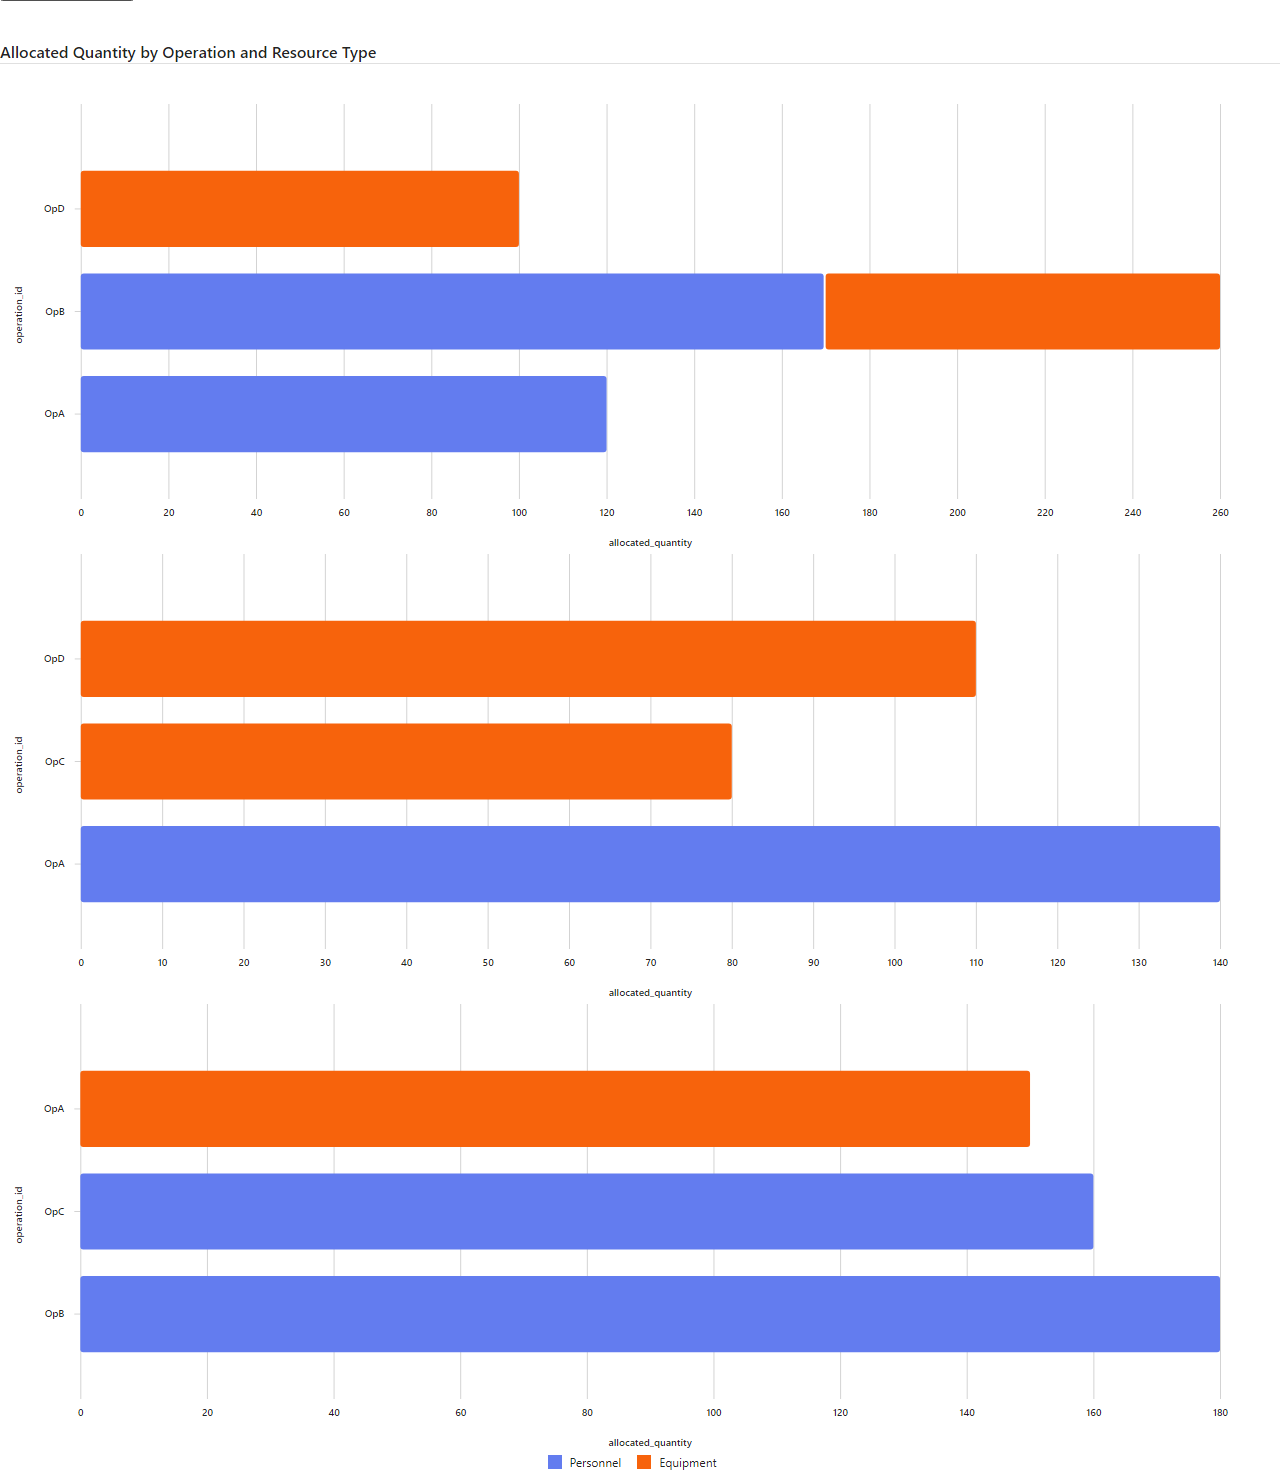 Allocated Quantity by Operation and Resource Type
OpD
OpB
OpA
operation_id
0 20 40 60 80 100 120 140 160 180 200 220 240 260
allocated_quantity
OpD
OpC
OpA
operation_id
0 10 20 30 40 50 60 70 80 90 100 110 120 130 140
allocated_quantity
OpA
OpC
OpB
operation_id
0 20 40 60 80 100 120 140 160 180
allocated_quantity
Personnel Equipment